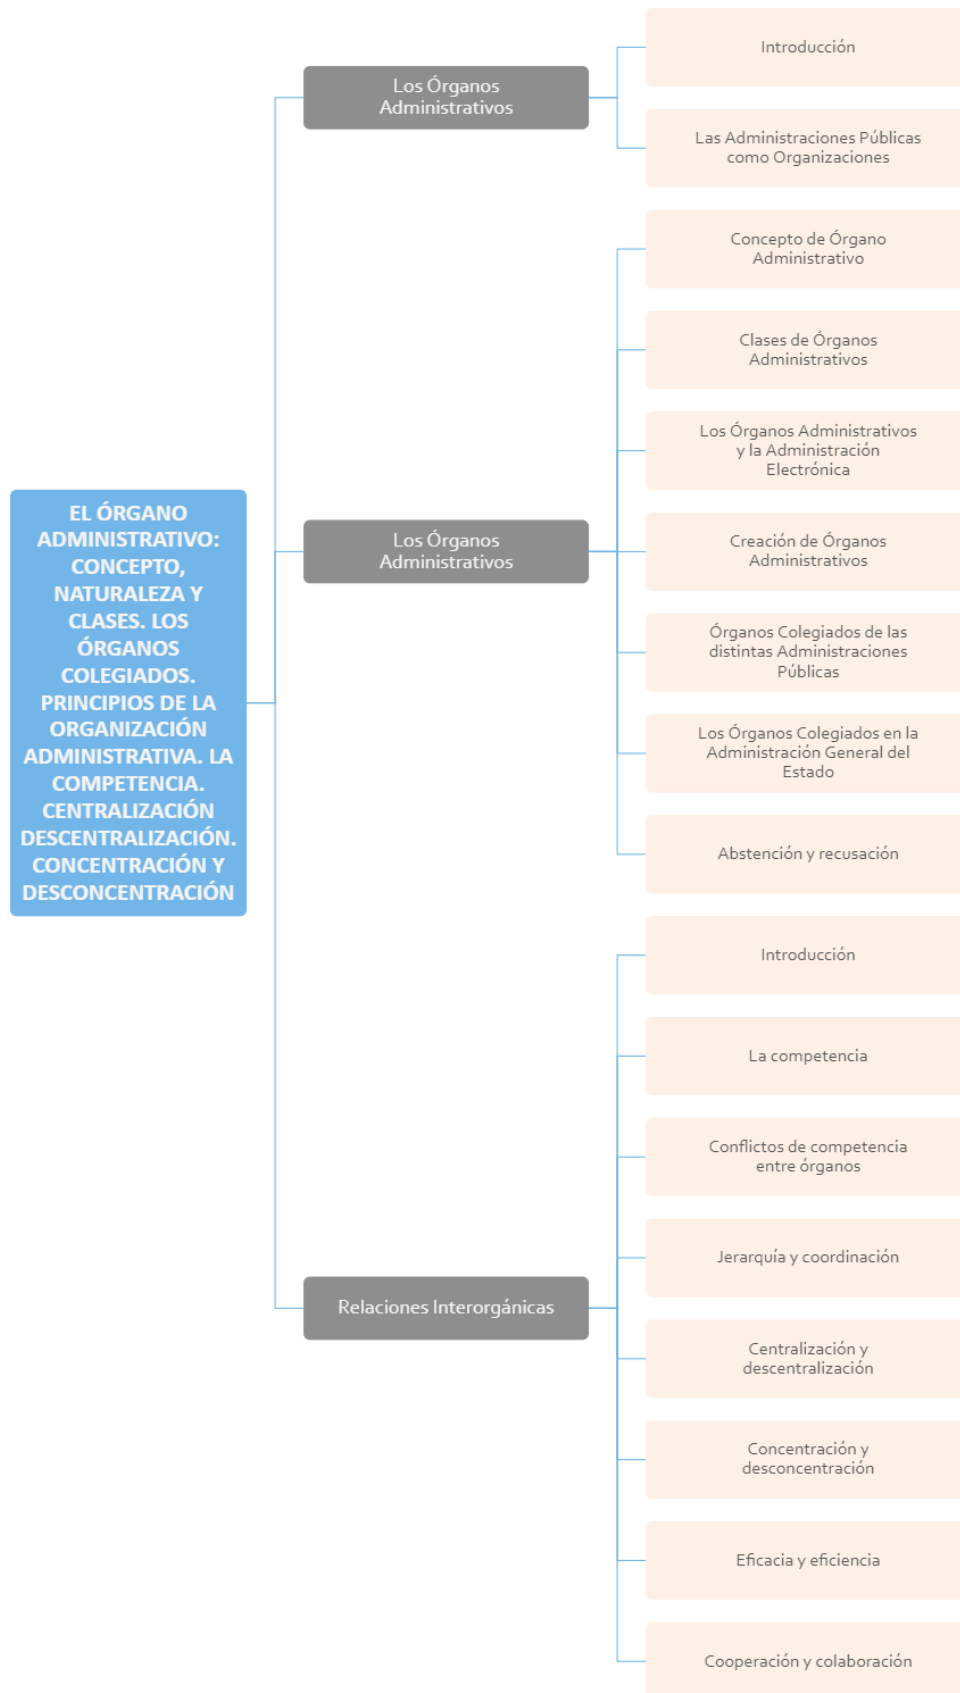 EL ÓRGANO
ADMINISTRATIVO:
CONCEPTO,
NATURALEZA Y
CLASES. LOS
ÓRGANOS
COLEGIADOS.
PRINCIPIOS DE LA
ORGANIZACIÓN
ADMINISTRATIVA. LA
COMPETENCIA.
CENTRALIZACIÓN
DESCENTRALIZACIÓN.
CONCENTRACIÓN Y
DESCONCENTRACIÓN
Los Órganos
Administrativos
Introducción
Las Administraciones Públicas
como Organizaciones
Los Órganos
Administrativos
Concepto de Órgano
Administrativo
Clases de Órganos
Administrativos
Los Órganos Administrativos
y la Administración
Electrónica
Creación de Órganos
Administrativos
Órganos Colegiados de las
distintas Administraciones
Públicas
Los Órganos Colegiados en la
Administración General del
Estado
Abstención y recusación
Relaciones Interorgánicas
Introducción
La competencia
Conflictos de competencia
entre órganos
Jerarquía y coordinación
Centralización y
descentralización
Concentración y
desconcentración
Eficacia y eficiencia
Cooperación y colaboración